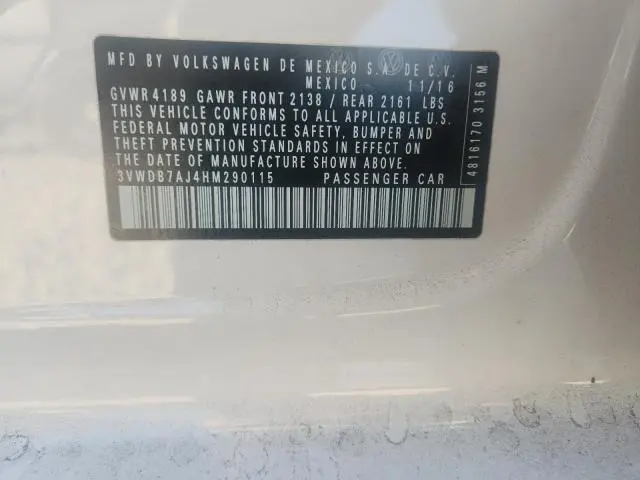 MFD BY VOLKSWAGEN DE MEXICO S.A. DE C.V.
MEXICO 11/16
GVWR 4189 GAWR FRONT 2138 / REAR 2161 LBS
THIS VEHICLE CONFORMS TO ALL APPLICABLE U.S.
FEDERAL MOTOR VEHICLE SAFETY, BUMPER AND
THEFT PREVENTION STANDARDS IN EFFECT ON
THE DATE OF MANUFACTURE SHOWN ABOVE
3VWDB7AJ4HM290115 PASSENGER CAR
4816170 3156 M